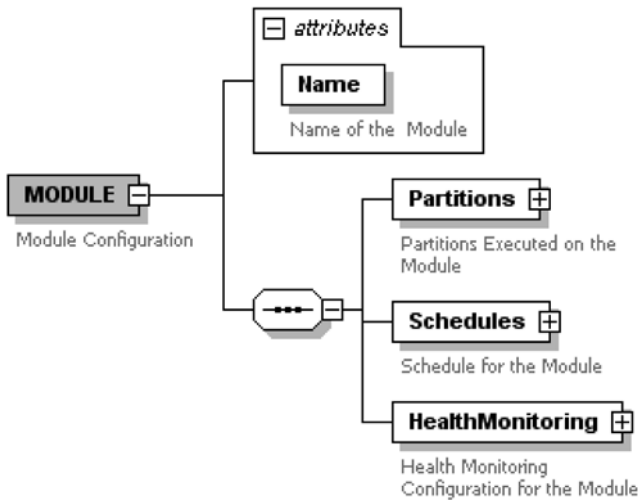 attributes
Name
Name of the Module
MODULE
Module Configuration
Partitions
Partitions Executed on the
Module
Schedules
Schedule for the Module
HealthMonitoring
Health Monitoring
Configuration for the Module